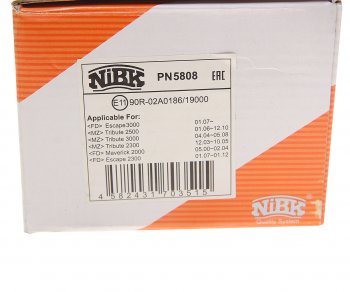 NiBK PN5808 EAC
E11 90R-02A0186/19000
Applicable For:
<FD> Escape3000 01.07-
<MZ> Tribute 2500 01.06-12.10
<MZ> Tribute 3000 04.04-05.08
<MZ> Tribute 2300 12.03-10.05
<FD> Maverick 2000 05.00-02.04
<FD> Escape 2300 01.07-01.12
4 582431 703515
NiBK
Quality System